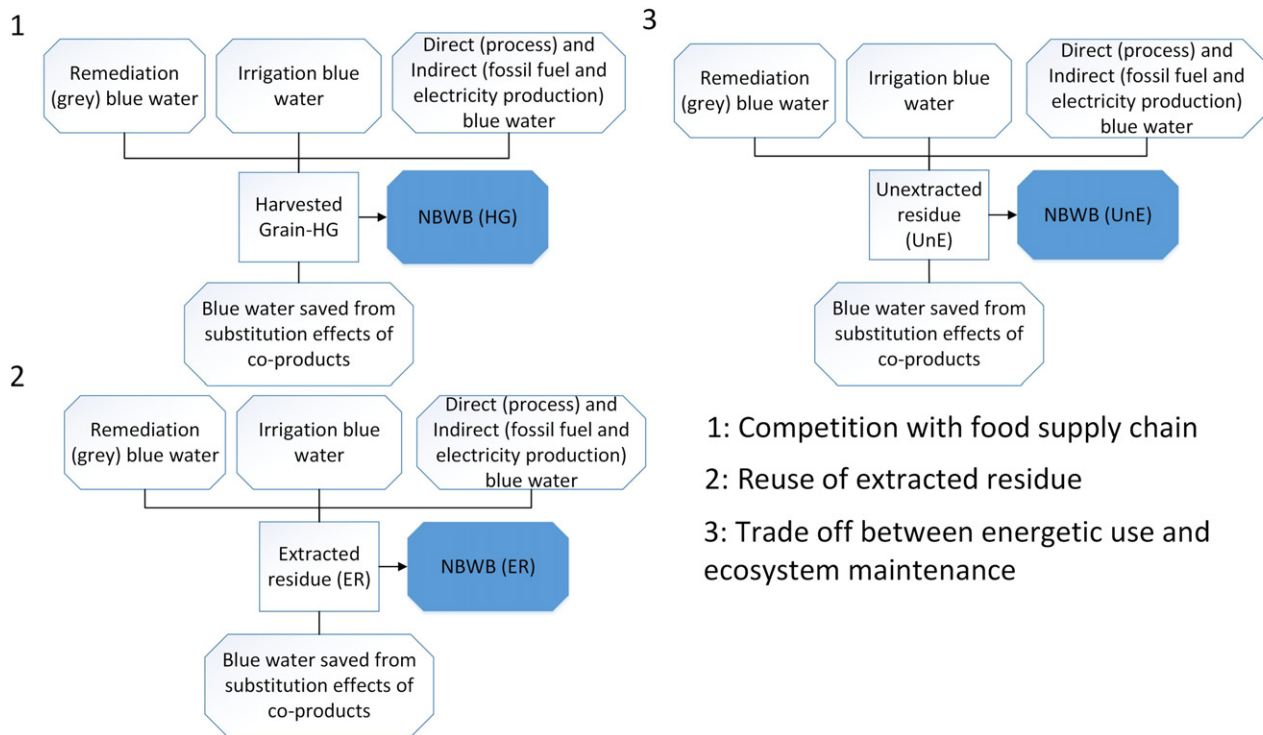 1
Remediation
(grey) blue water
Irrigation blue
water
Direct (process) and
Indirect (fossil fuel and
electricity production)
blue water
Harvested
Grain-HG
NBWB (HG)
Blue water saved from
substitution effects of
co-products
2
Remediation
(grey) blue water
Irrigation blue
water
Direct (process) and
Indirect (fossil fuel and
electricity production)
blue water
Extracted
residue (ER)
NBWB (ER)
Blue water saved from
substitution effects of
co-products
3
Remediation
(grey) blue water
Irrigation blue
water
Direct (process) and
Indirect (fossil fuel and
electricity production)
blue water
Unextracted
residue
(UnE)
NBWB (UnE)
Blue water saved from
substitution effects of
co-products
1: Competition with food supply chain
2: Reuse of extracted residue
3: Trade off between energetic use and
ecosystem maintenance